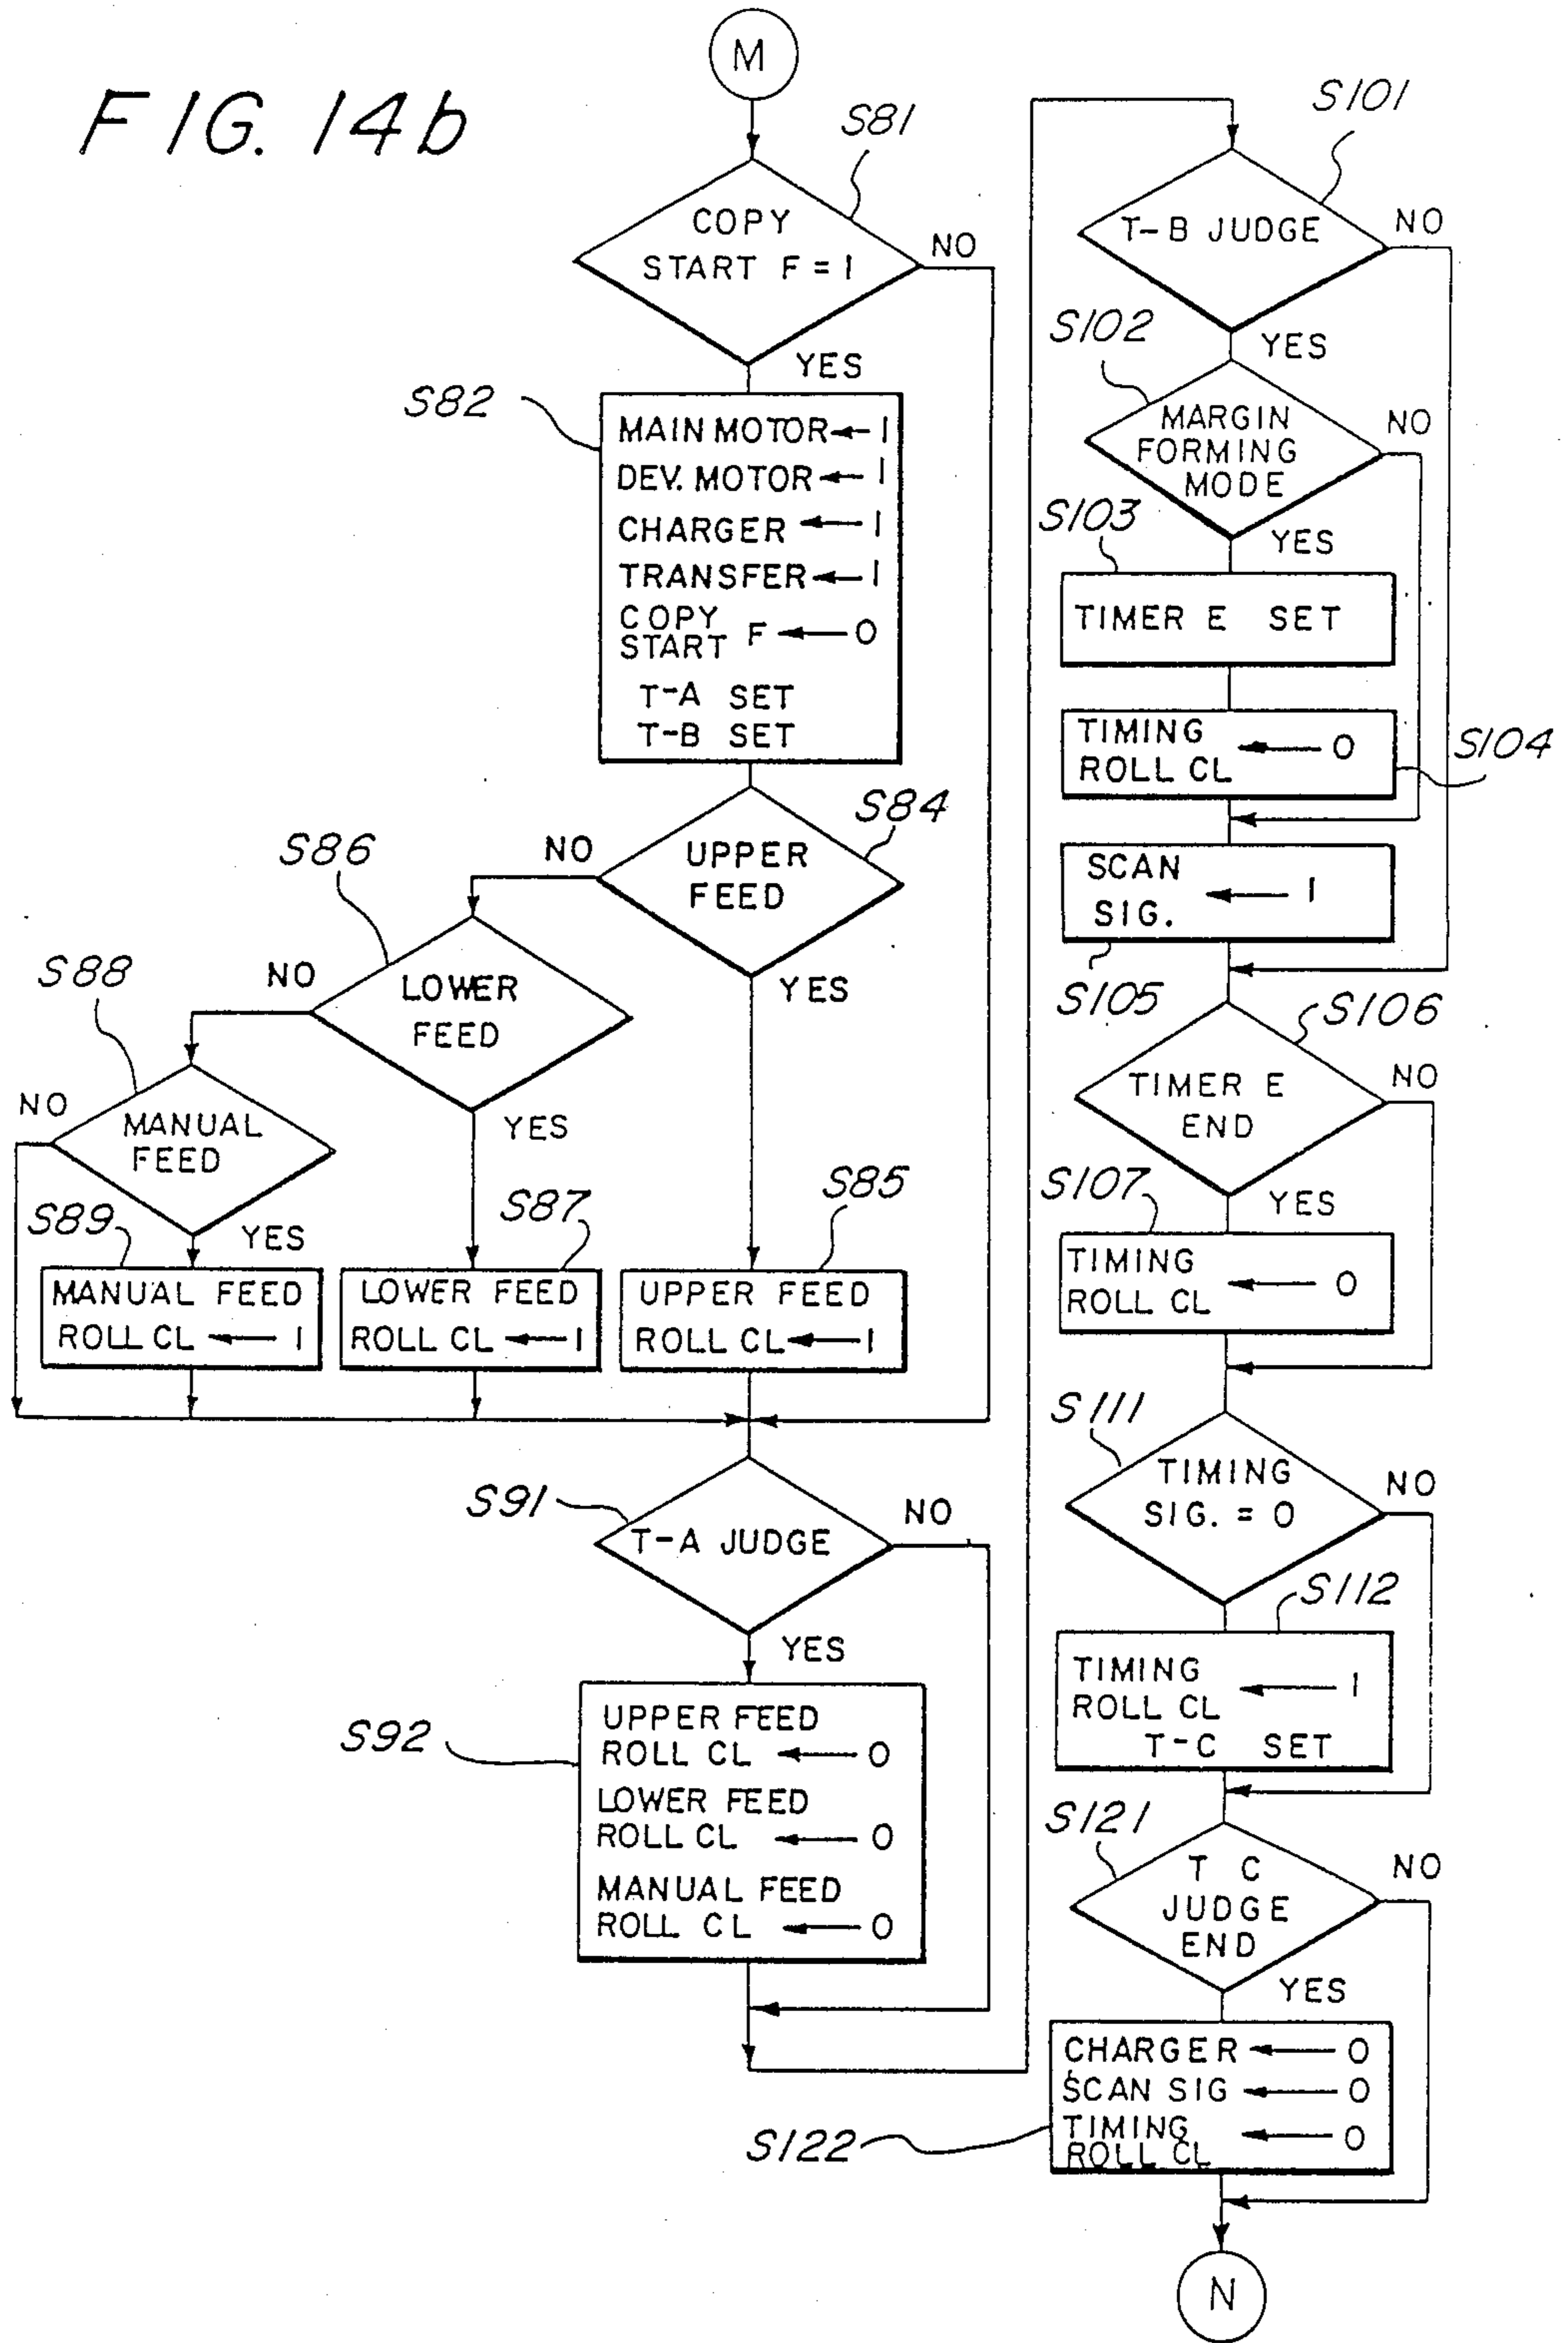 FIG. 14b
M
S81
COPY
START F = 1
NO
YES
S82
MAIN MOTOR ← 1
DEV. MOTOR ← 1
CHARGER ← 1
TRANSFER ← 1
COPY
START F ← 0
T-A SET
T-B SET
S84
UPPER
FEED
NO
YES
S86
LOWER
FEED
NO
YES
S88
MANUAL
FEED
NO
YES
S89
MANUAL FEED
ROLL CL ← 1
S87
LOWER FEED
ROLL CL ← 1
S85
UPPER FEED
ROLL CL ← 1
S91
T-A JUDGE
NO
YES
S92
UPPER FEED
ROLL CL ← 0
LOWER FEED
ROLL CL ← 0
MANUAL FEED
ROLL CL ← 0
S101
T-B JUDGE
NO
YES
S102
MARGIN
FORMING
MODE
NO
YES
S103
TIMER E SET
TIMING
ROLL CL ← 0
S104
SCAN
SIG. ← 1
S105
S106
TIMER E
END
NO
YES
S107
TIMING
ROLL CL ← 0
S111
TIMING
SIG. = 0
NO
S112
TIMING
ROLL CL ← 1
T-C SET
S121
T C
JUDGE
END
NO
YES
CHARGER ← 0
SCAN SIG ← 0
TIMING
ROLL CL ← 0
S122
N